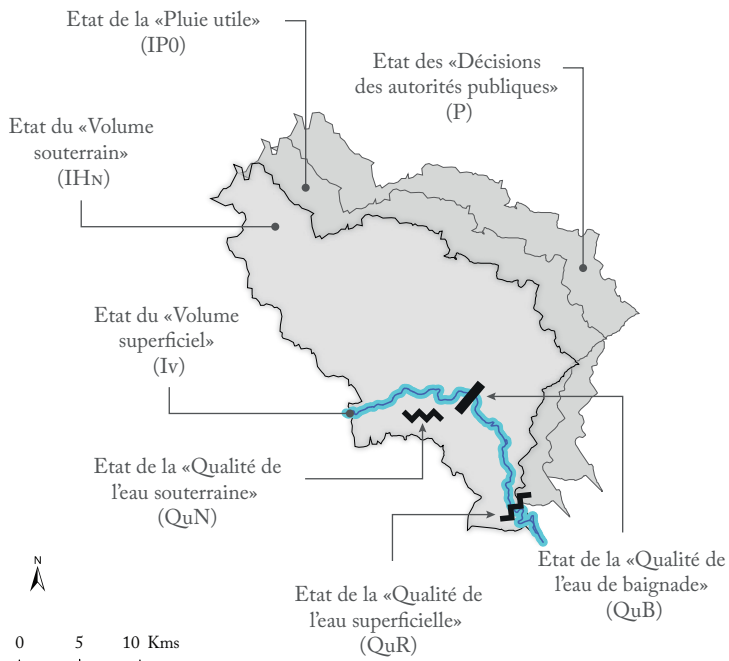 Etat de la «Pluie utile»
(IP0)
Etat des «Décisions
des autorités publiques»
(P)
Etat du «Volume
souterrain»
(IHN)
Etat du «Volume
superficiel»
(Iv)
Etat de la «Qualité de
l'eau souterraine»
(QuN)
Etat de la «Qualité de
l'eau de baignade»
(QuB)
Etat de la «Qualité de
l'eau superficielle»
(QuR)
N
0 5 10 Kms